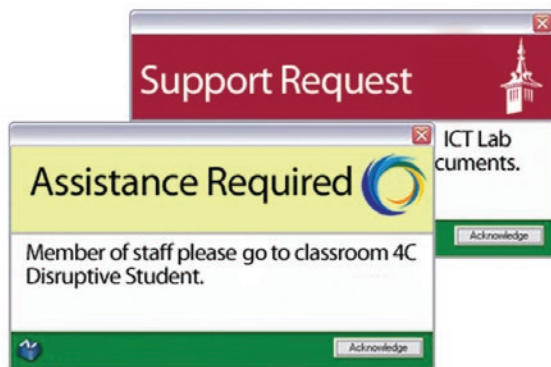 Support Request
ICT Lab
cuments.
Acknowledge
Assistance Required
Member of staff please go to classroom 4C
Disruptive Student.
Acknowledge